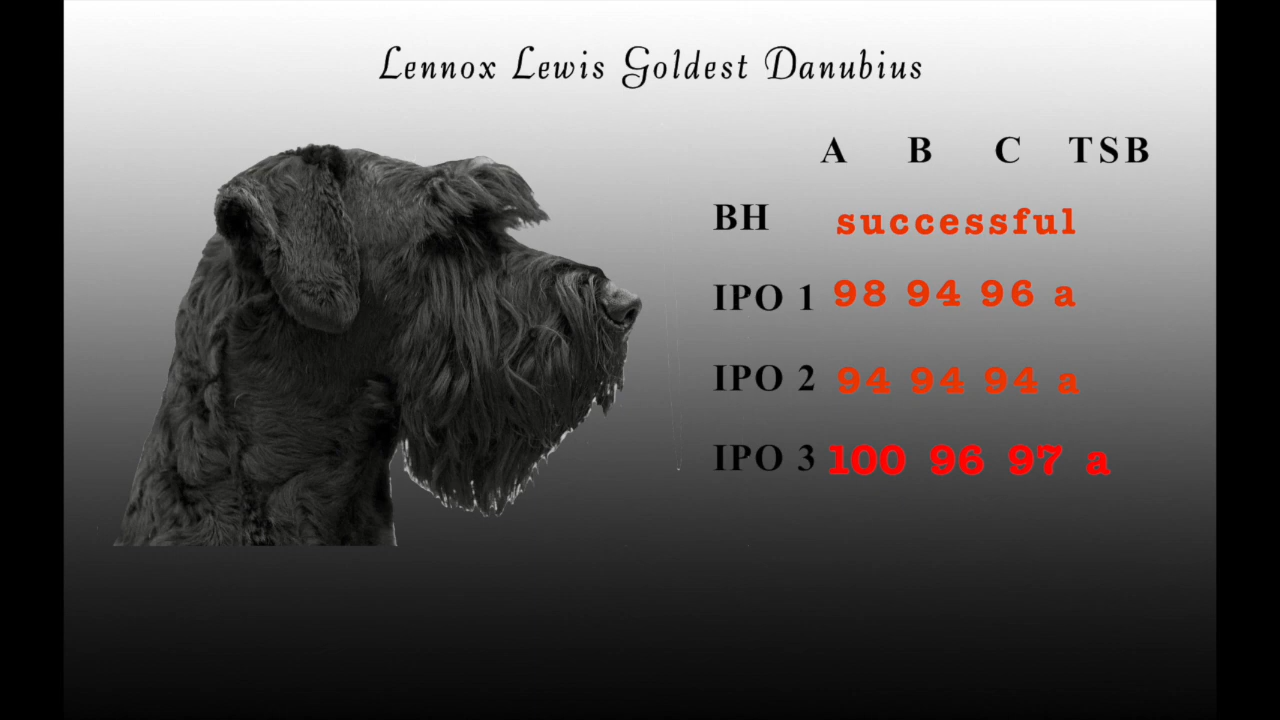 Lennox Lewis Goldest Danubius
A B C TSB
BH successful
IPO 1 98 94 96 a
IPO 2 94 94 94 a
IPO 3 100 96 97 a